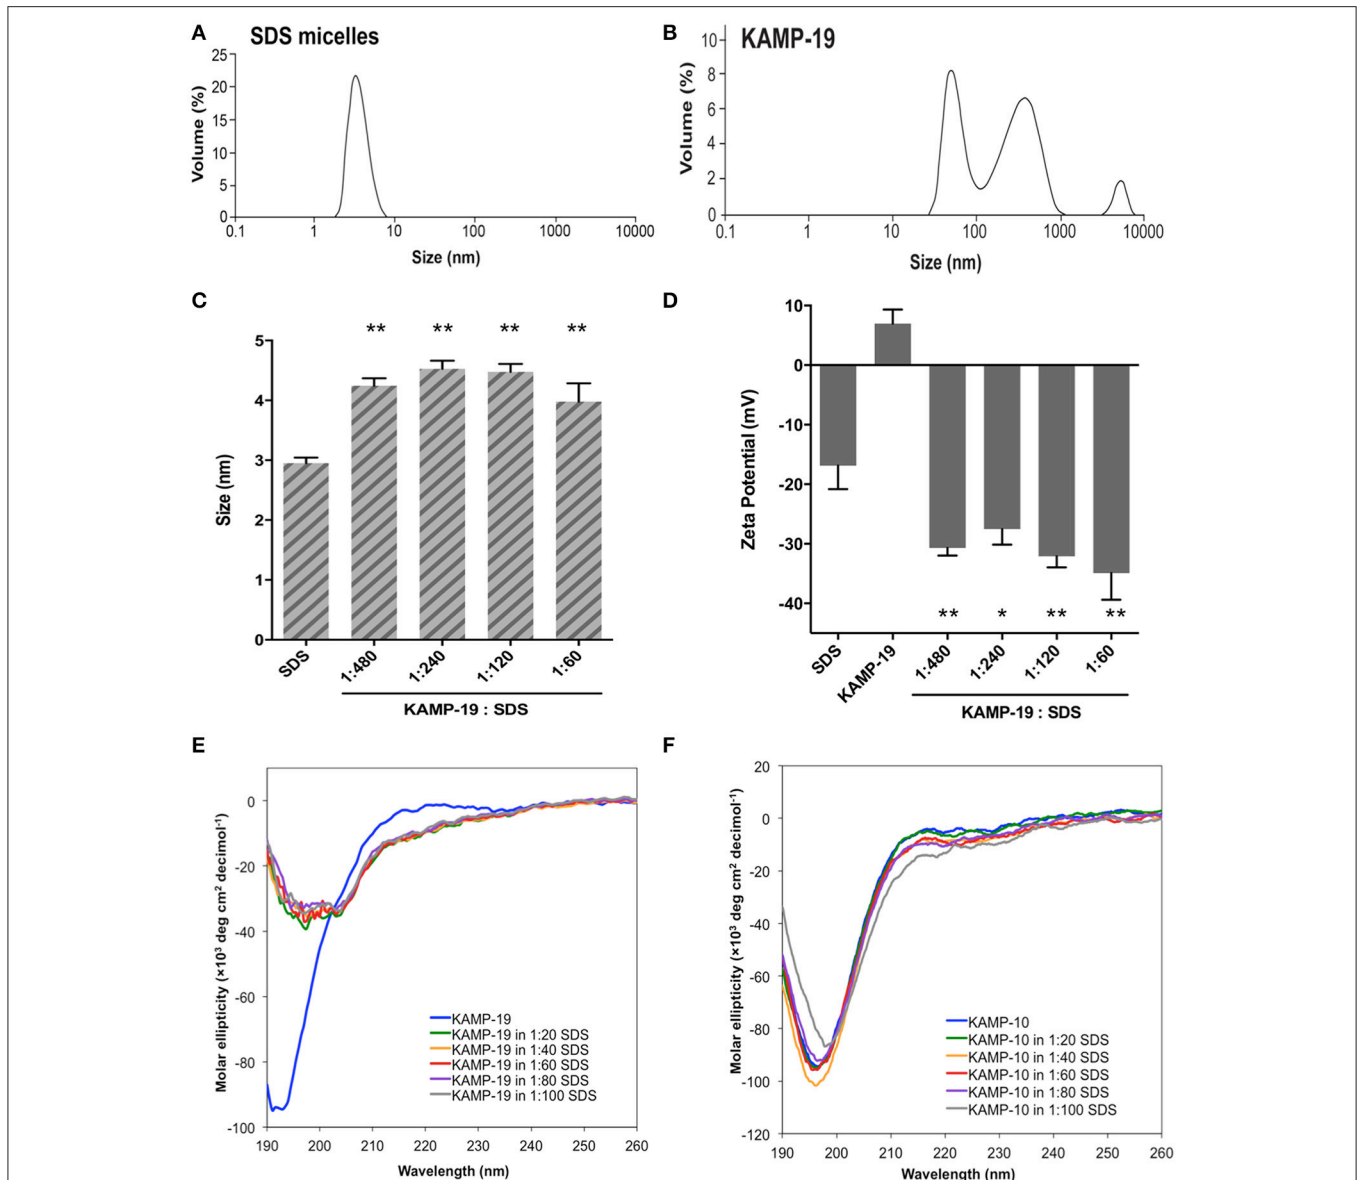 A
SDS micelles
25
20
15
10
5
0
Volume (%)
0.1 1 10 100 1000 10000
Size (nm)
B
KAMP-19
10
8
6
4
2
0
Volume (%)
0.1 1 10 100 1000 10000
Size (nm)
C
** ** ** **
5
4
3
2
1
0
Size (nm)
SDS 1:480 1:240 1:120 1:60
KAMP-19 : SDS
D
10
0
-10
-20
-30
-40
Zeta Potential (mV)
** * ** **
SDS KAMP-19 1:480 1:240 1:120 1:60
KAMP-19 : SDS
E
0
-20
-40
-60
-80
-100
Molar ellipticity (×10³ deg cm² decimol⁻¹)
KAMP-19
KAMP-19 in 1:20 SDS
KAMP-19 in 1:40 SDS
KAMP-19 in 1:60 SDS
KAMP-19 in 1:80 SDS
KAMP-19 in 1:100 SDS
190 200 210 220 230 240 250 260
Wavelength (nm)
F
20
0
-20
-40
-60
-80
-100
-120
Molar ellipticity (×10³ deg cm² decimol⁻¹)
KAMP-10
KAMP-10 in 1:20 SDS
KAMP-10 in 1:40 SDS
KAMP-10 in 1:60 SDS
KAMP-10 in 1:80 SDS
KAMP-10 in 1:100 SDS
190 200 210 220 230 240 250 260
Wavelength (nm)